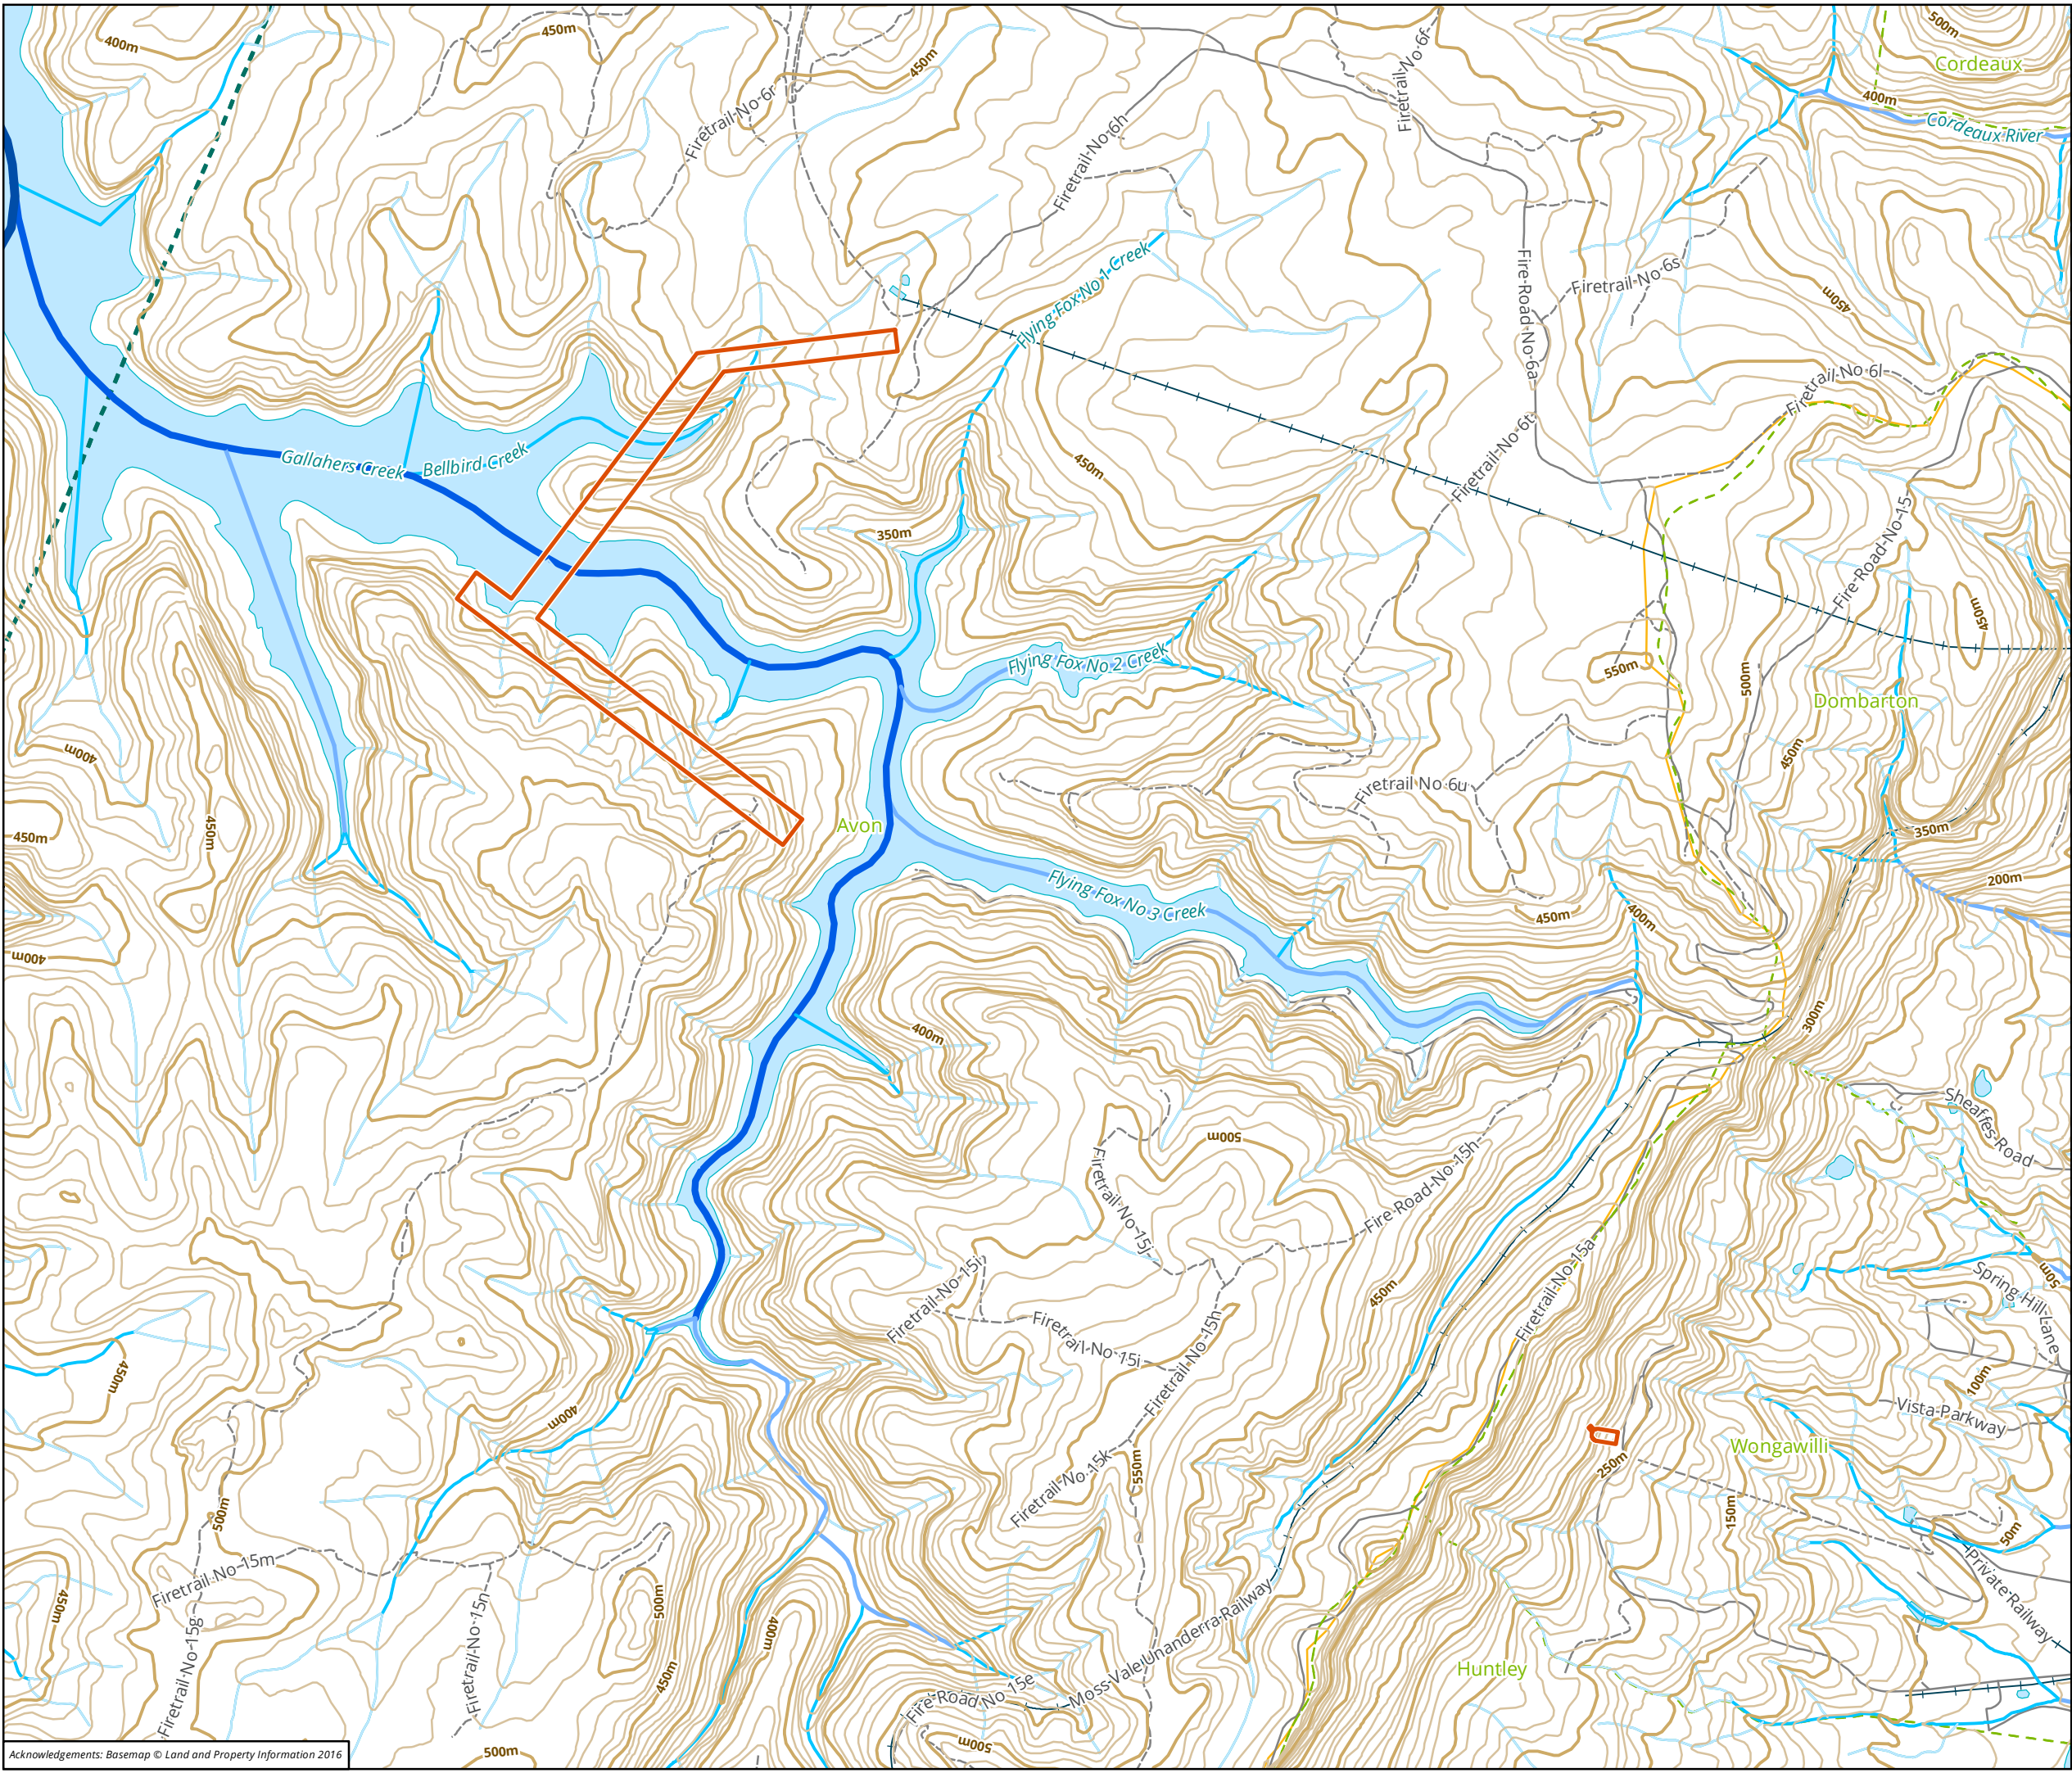 500m
400m
450m
450m
Cordeaux
Firetrail No 6f
400m
Cordeaux River
Firetrail No 6r
Firetrail No 6h
Flying Fox No 1 Creek
Fire Road No 6a
Firetrail No 6s
450m
Firetrail No 6l
Gallahers Creek
Bellbird Creek
450m
Firetrail No 6t
350m
Fire Road No 15
450m
Flying Fox No 2 Creek
550m
500m
Dombarton
400m
450m
450m
450m
Firetrail No 6u
Avon
350m
200m
Flying Fox No 3 Creek
450m
400m
400m
400m
300m
Sheaffes Road
500m
Firetrail No 15j
Fire Road No 15h
Firetrail No 15a
Firetrail No 15i
Firetrail No 15i
Firetrail No 15h
450m
50m
Spring Hill Lane
450m
400m
100m
Vista Parkway
Wongawilli
250m
Firetrail No 15k
550m
500m
150m
50m
Private Railway
Firetrail No 15m
450m
Firetrail No 15g
Firetrail No 15n
500m
400m
450m
Moss Vale Unanderra Railway
Huntley
Fire Road No 15e
500m
500m
Acknowledgements: Basemap © Land and Property Information 2016